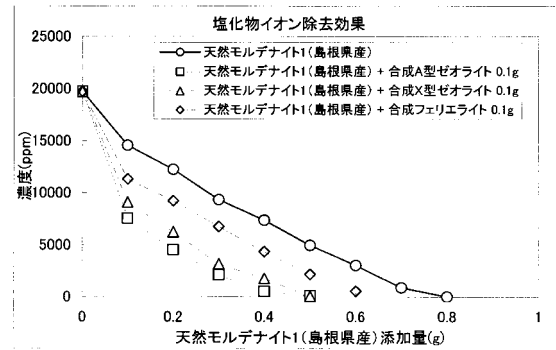 塩化物イオン除去効果
25000
20000
15000
10000
5000
0
濃度(ppm)
天然モルデナイト1(島根県産)
天然モルデナイト1(島根県産) + 合成A型ゼオライト 0.1g
天然モルデナイト1(島根県産) + 合成X型ゼオライト 0.1g
天然モルデナイト1(島根県産) + 合成フェリエライト 0.1g
0 0.2 0.4 0.6 0.8 1
天然モルデナイト1(島根県産)添加量(g)